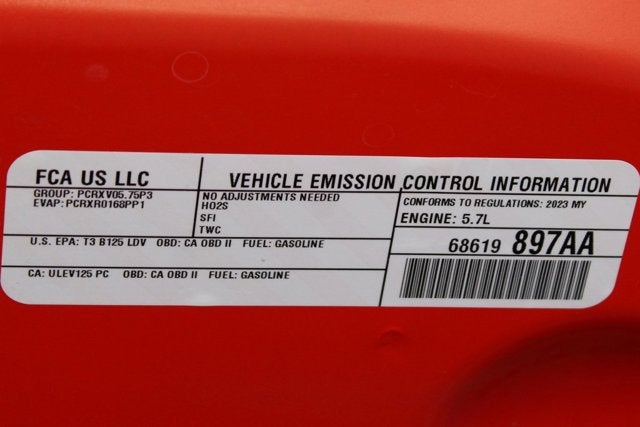 FCA US LLC
GROUP: PCRXV05.75P3
EVAP: PCRXR0168PP1
VEHICLE EMISSION CONTROL INFORMATION
NO ADJUSTMENTS NEEDED
HO2S
SFI
TWC
CONFORMS TO REGULATIONS: 2023 MY
ENGINE: 5.7L
U.S. EPA: T3 B125 LDV OBD: CA OBD II FUEL: GASOLINE
68619 897AA
CA: ULEV125 PC OBD: CA OBD II FUEL: GASOLINE